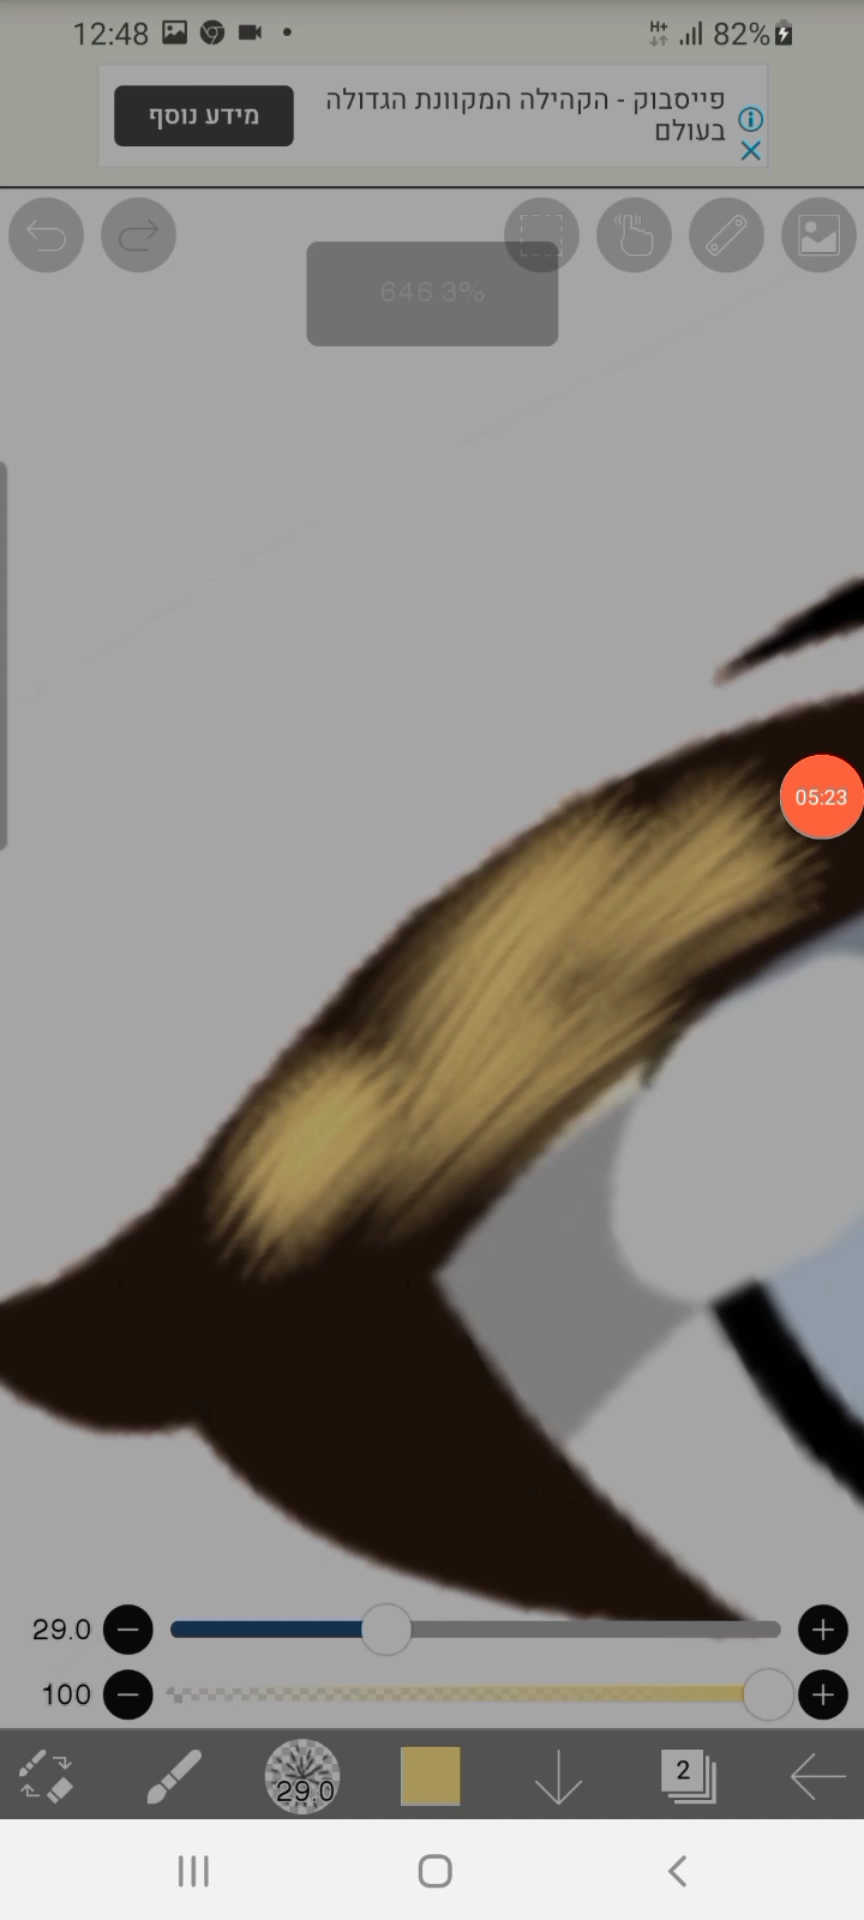 12:48
H+
82%
פייסבוק - הקהילה המקוונת הגדולה
בעולם
מידע נוסף
646.3%
05:23
29.0
100
29.0
2